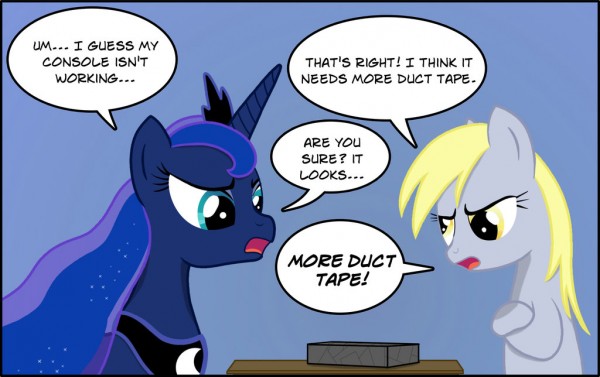 UM... I GUESS MY
CONSOLE ISN'T
WORKING...
THAT'S RIGHT! I THINK IT
NEEDS MORE DUCT TAPE.
ARE YOU
SURE? IT
LOOKS...
MORE DUCT
TAPE!